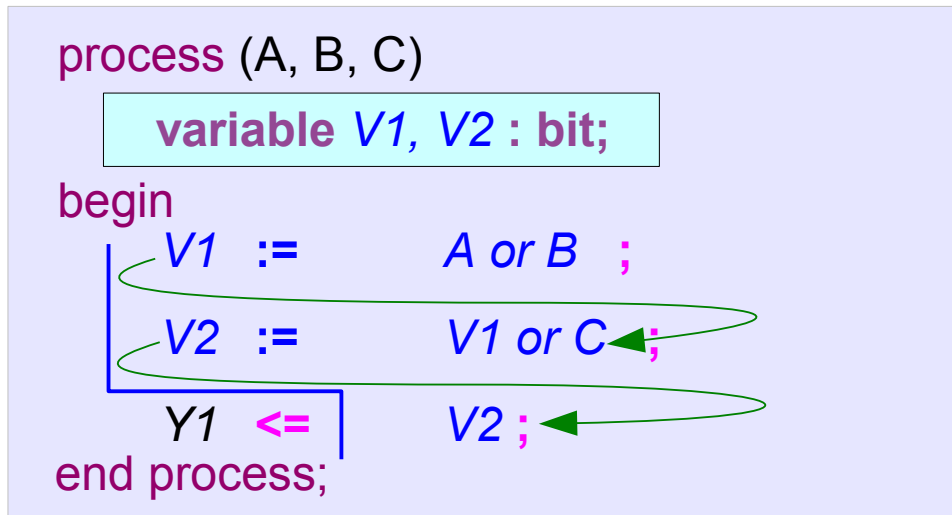 process (A, B, C)
variable V1, V2 : bit;
begin
V1 := A or B ;
V2 := V1 or C ;
Y1 <= V2 ;
end process;